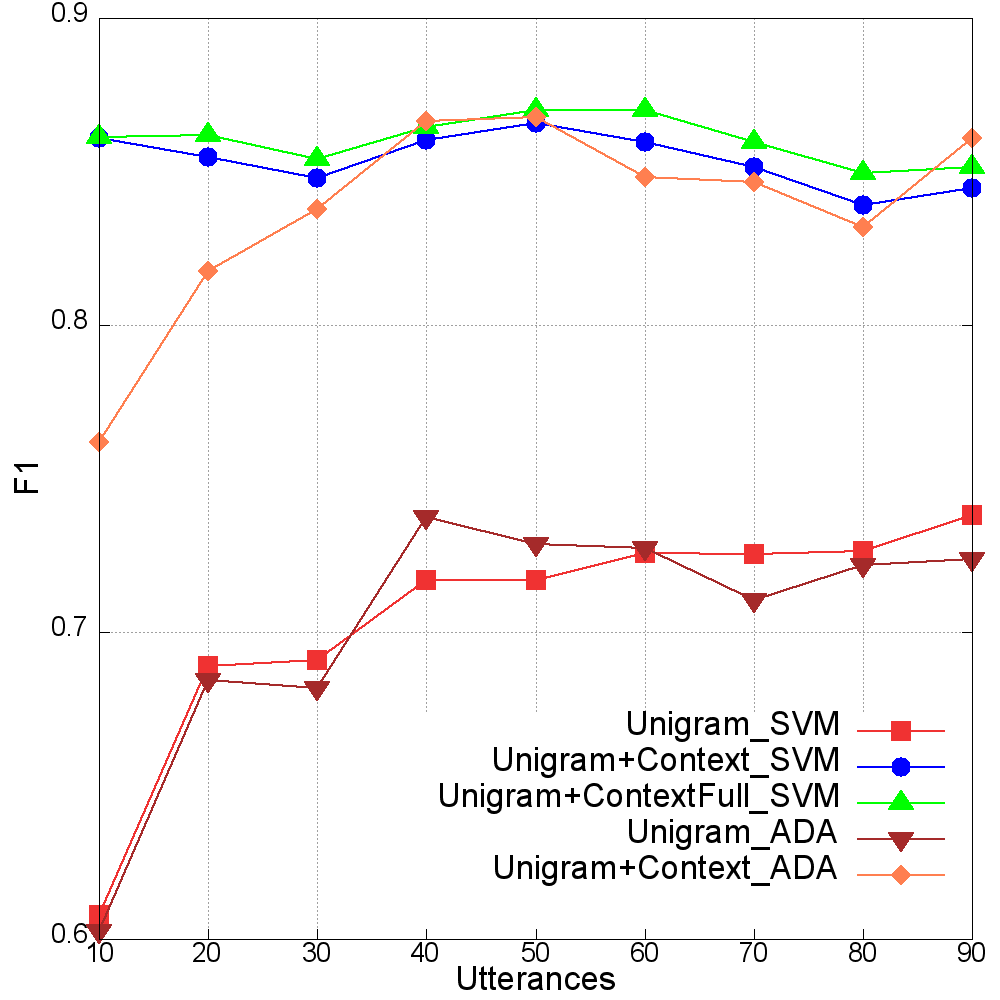 0.9
0.8
0.7
0.6
F1
10 20 30 40 50 60 70 80 90
Utterances
Unigram_SVM
Unigram+Context_SVM
Unigram+ContextFull_SVM
Unigram_ADA
Unigram+Context_ADA